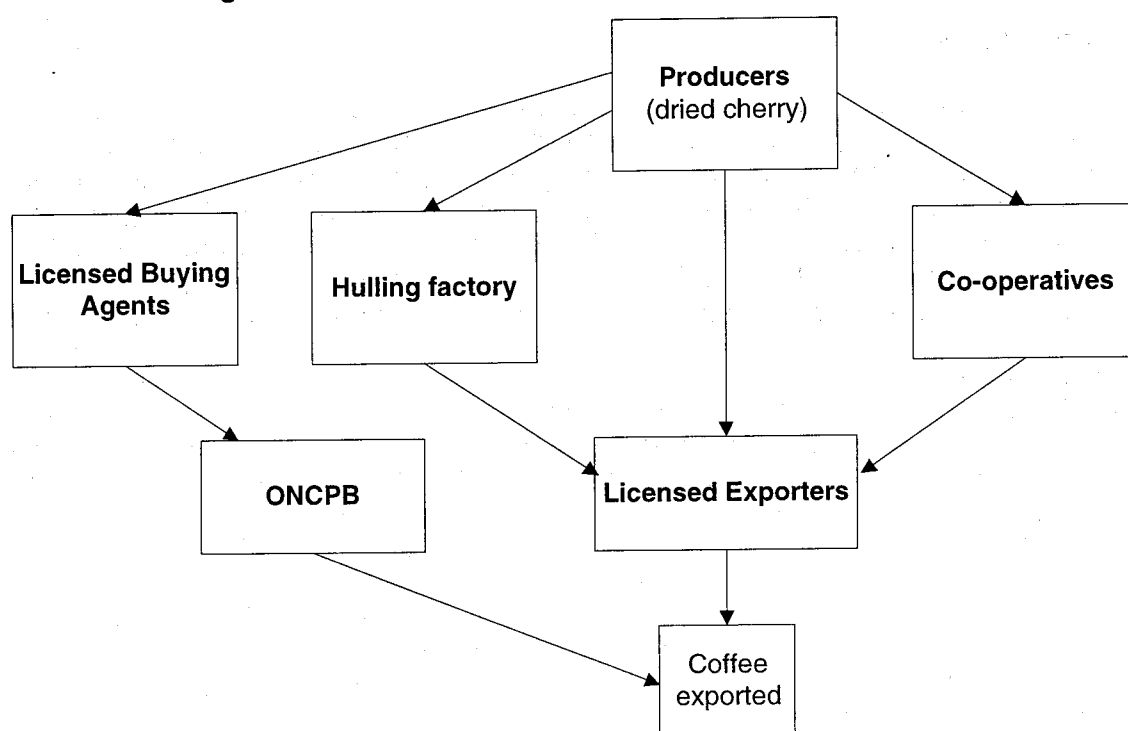 Producers
(dried cherry)
Licensed Buying
Agents
Hulling factory
Co-operatives
ONCPB
Licensed Exporters
Coffee
exported